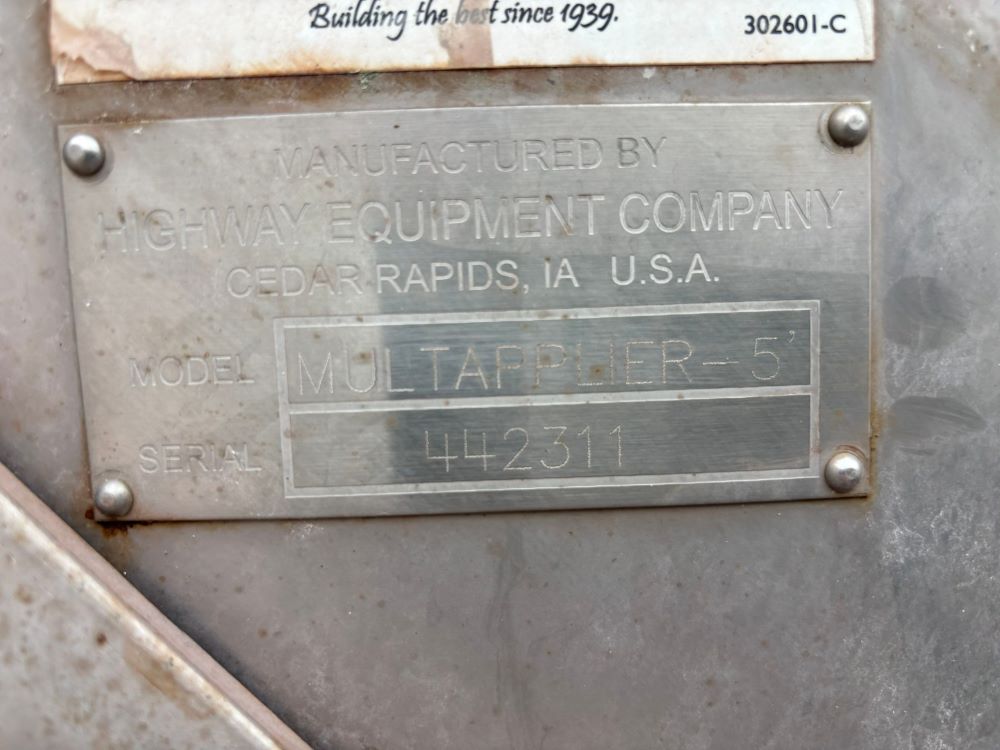 Building the best since 1939.
302601-C
MANUFACTURED BY
HIGHWAY EQUIPMENT COMPANY
CEDAR RAPIDS, IA U.S.A.
MODEL MULTAPPLIER-5'
SERIAL 442311